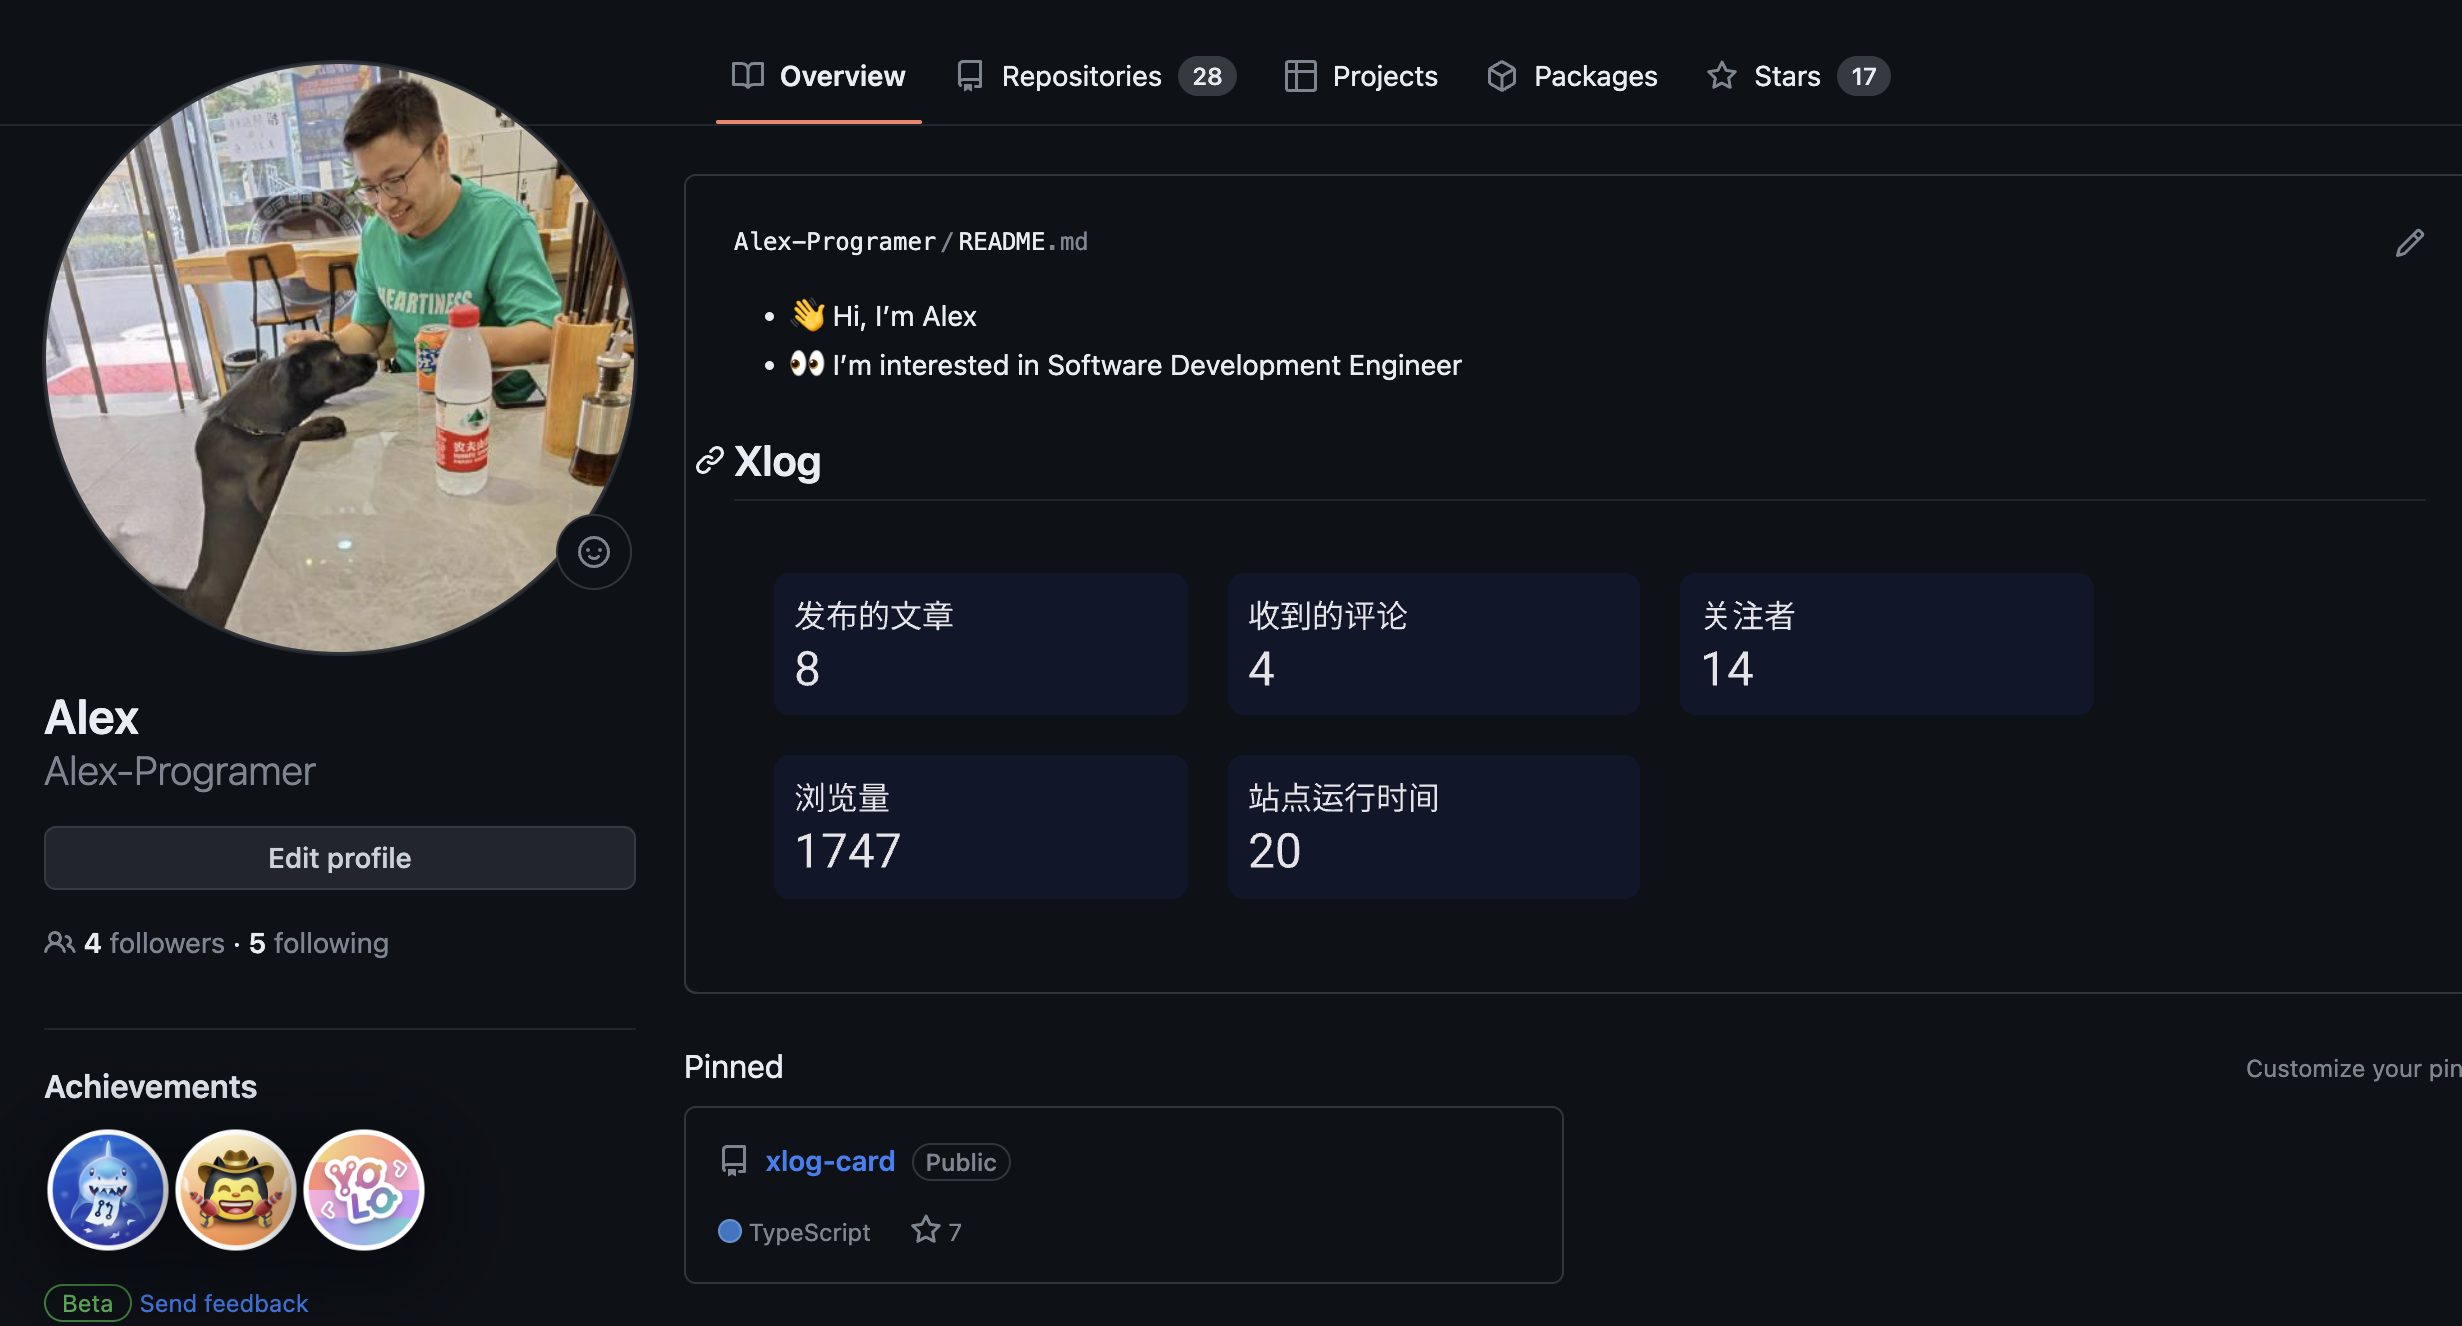 Overview Repositories 28 Projects Packages Stars 17
HEARTINESS
Alex
Alex-Programer
Edit profile
4 followers · 5 following
Achievements
YOLO
Beta Send feedback
Alex-Programer/README.md
👋 Hi, I’m Alex
👀 I’m interested in Software Development Engineer
Xlog
发布的文章
8
收到的评论
4
关注者
14
浏览量
1747
站点运行时间
20
Pinned
Customize your pin
xlog-card Public
TypeScript 7